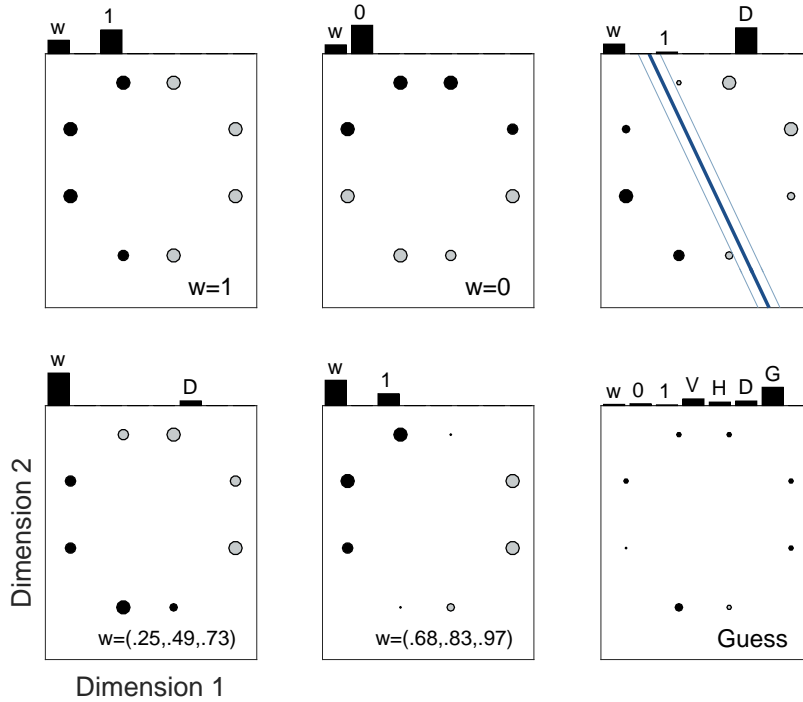 w 1
w 0
w 1 D
w=1
w=0
w D
w 1
w 0 1 V H D G
w=(.25,.49,.73)
w=(.68,.83,.97)
Guess
Dimension 2
Dimension 1